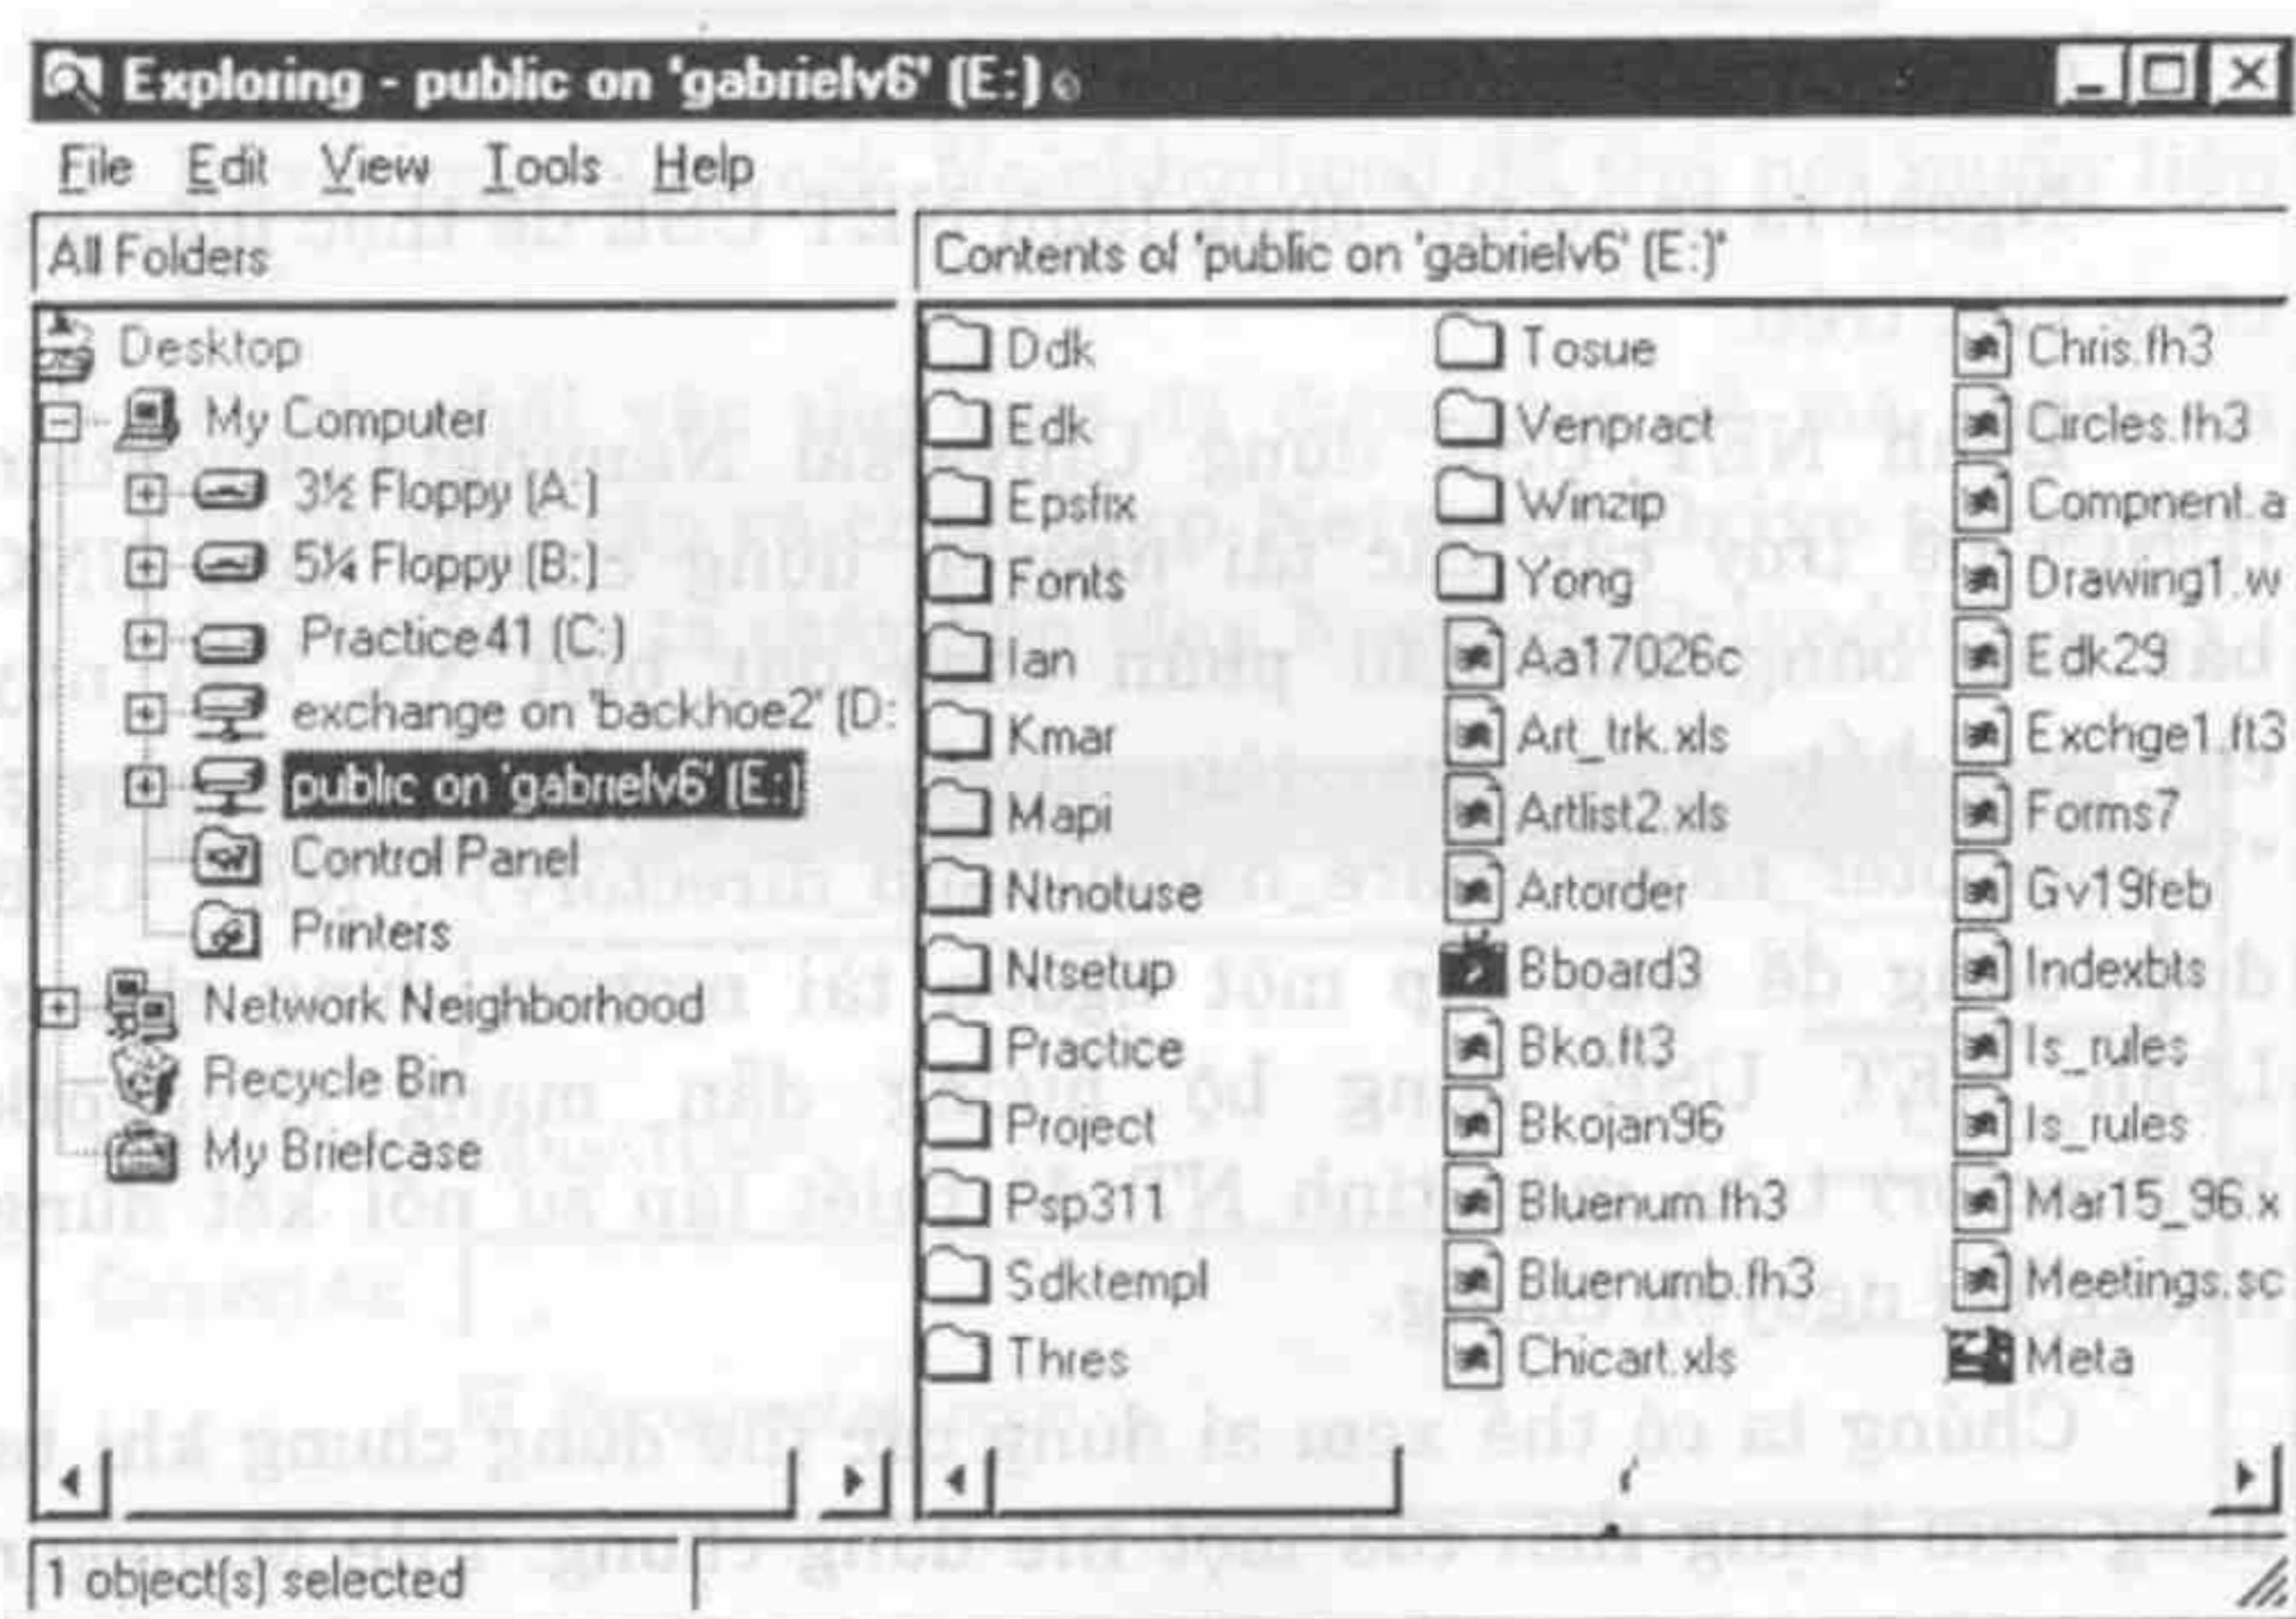 Exploring - public on 'gabrielv6' (E:)
File Edit View Tools Help
All Folders
Contents of 'public on 'gabrielv6' (E:)'
Desktop
My Computer
3½ Floppy (A:)
5¼ Floppy (B:)
Practice41 (C:)
exchange on 'backhoe2' (D:
public on 'gabrielv6' (E:)
Control Panel
Printers
Network Neighborhood
Recycle Bin
My Briefcase
Ddk
Edk
Epsfix
Fonts
Ian
Kmar
Mapi
Ntnotuse
Ntsetup
Practice
Project
Psp311
Sdktempl
Thres
Tosue
Venpract
Winzip
Yong
Aa17026c
Art_trk.xls
Artlist2.xls
Artorder
Bboard3
Bko.ft3
Bkojan96
Bluenum.fh3
Bluenumb.fh3
Chicart.xls
Chris.fh3
Circles.fh3
Compnent.a
Drawing1.w
Edk29
Exchge1.ft3
Forms7
Gv19feb
Indexbts
Is_rules
Is_rules
Mar15_96.x
Meetings.sc
Meta
1 object(s) selected